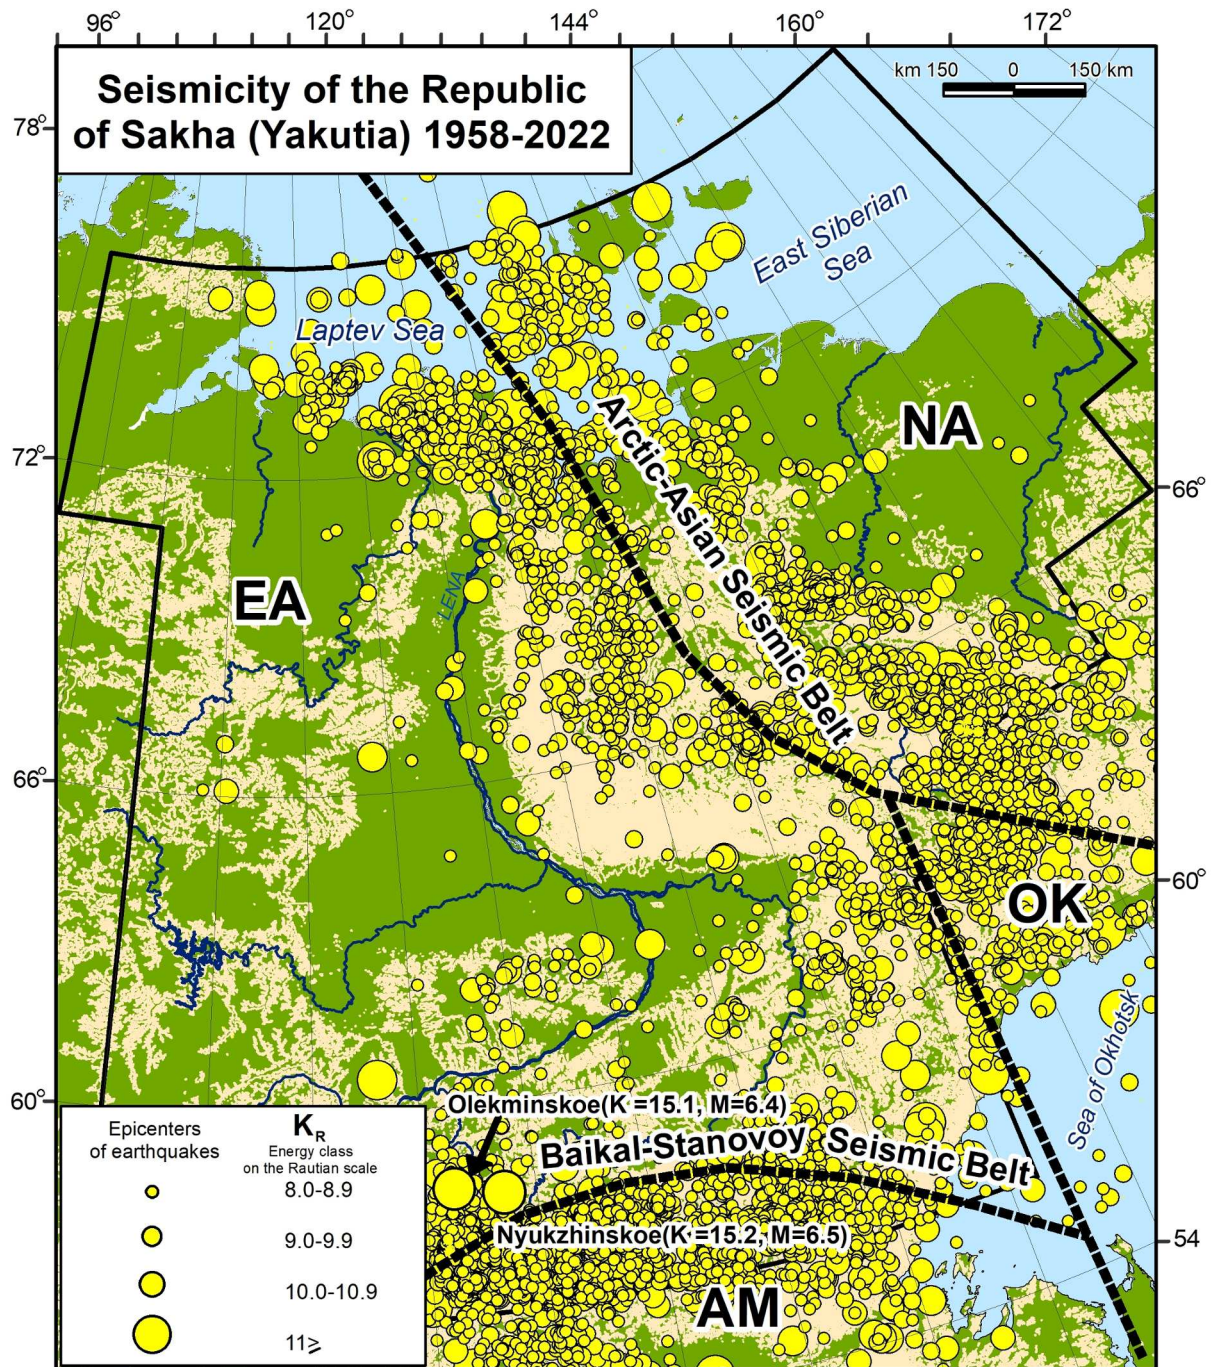 96° 120° 144° 160° 172°
Seismicity of the Republic
of Sakha (Yakutia) 1958-2022
km 150 0 150 km
78°
East Siberian
Sea
Laptev Sea
Arctic-Asian Seismic Belt
NA
72°
66°
EA
LENA
66°
60°
OK
Sea of Okhotsk
60°
Olekminskoe(K =15.1, M=6.4)
Baikal-Stanovoy Seismic Belt
Nyukzhinskoe(K =15.2, M=6.5)
54°
AM
Epicenters
of earthquakes
KR
Energy class
on the Rautian scale
8.0-8.9
9.0-9.9
10.0-10.9
11≥